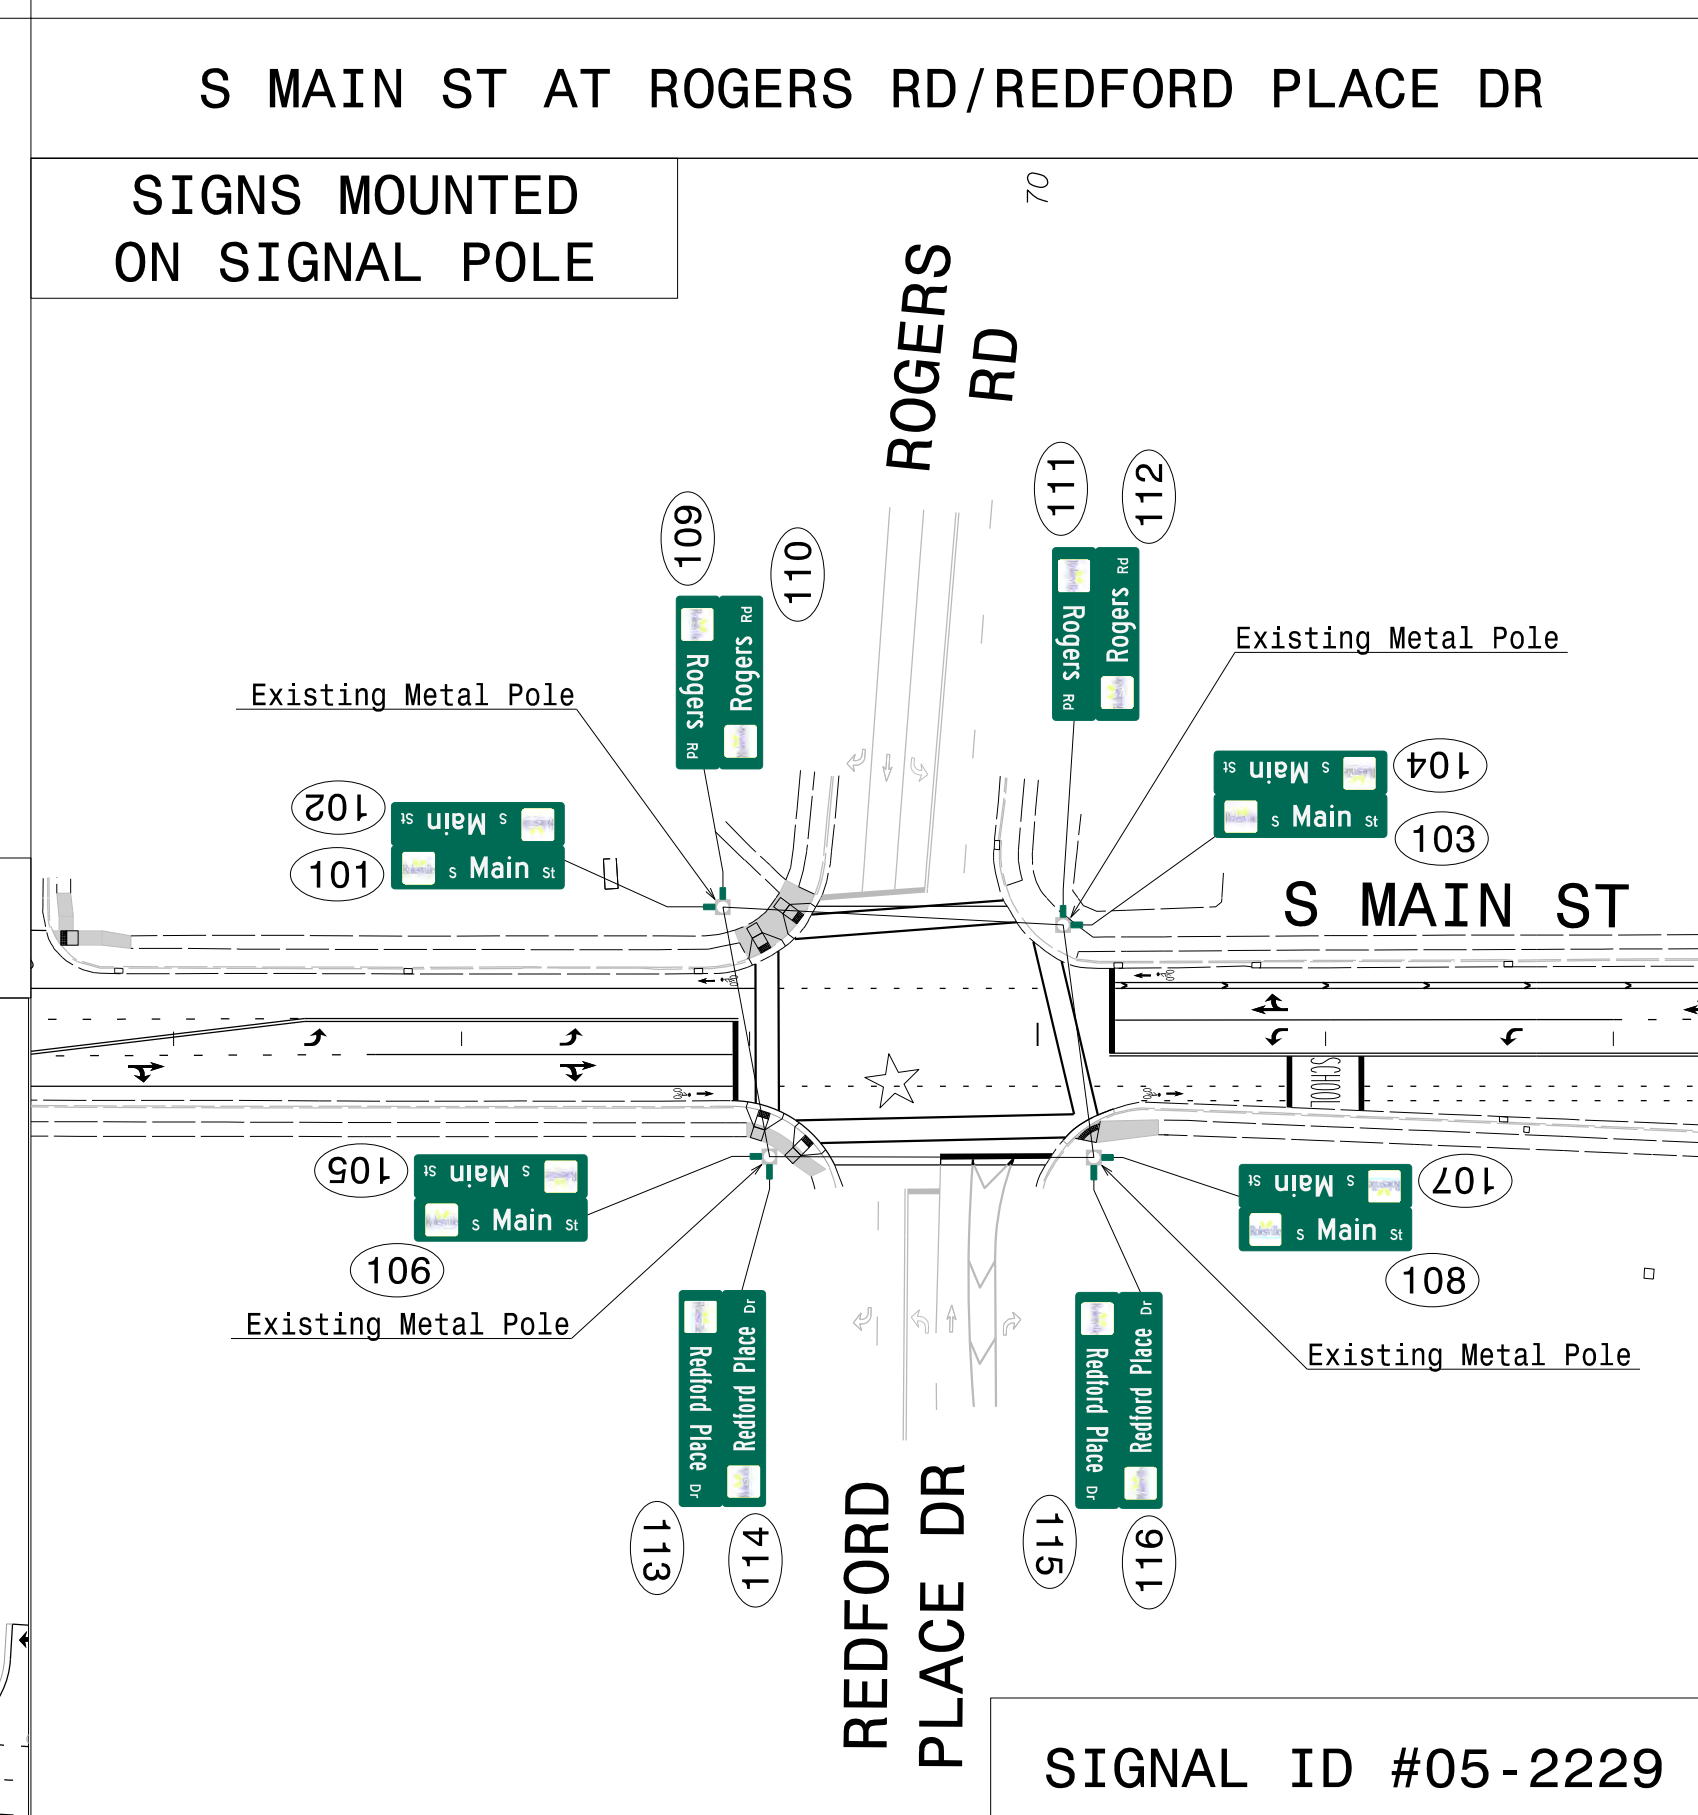 S MAIN ST AT ROGERS RD/REDFORD PLACE DR
SIGNS MOUNTED
ON SIGNAL POLE
70
ROGERS
RD
109
110
111
112
Rogers Rd
Rogers Rd
Rogers Rd
Rogers Rd
Existing Metal Pole
Existing Metal Pole
102
S Main St
101
S Main St
104
S Main St
103
S Main St
S MAIN ST
SCHOOL
105
S Main St
106
Rolesville S Main St
107
S Main St
108
Rolesville S Main St
Existing Metal Pole
Existing Metal Pole
Redford Place Dr
Redford Place Dr
Redford Place Dr
Redford Place Dr
113
114
115
116
REDFORD
PLACE DR
SIGNAL ID #05-2229